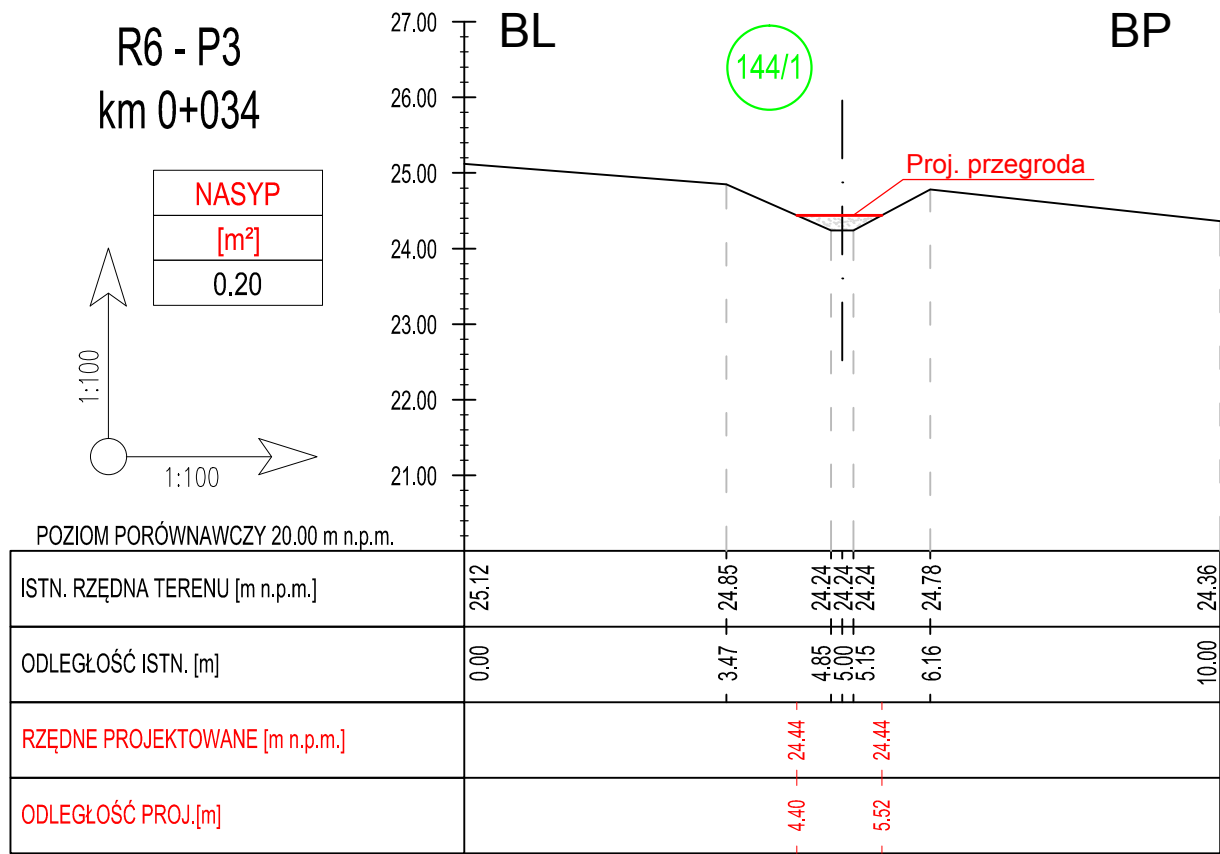 R6 - P3
km 0+034
NASYP
[m²]
0.20
1:100
1:100
BL
BP
144/1
Proj. przegroda
27.00
26.00
25.00
24.00
23.00
22.00
21.00
POZIOM PORÓWNAWCZY 20.00 m n.p.m.
ISTN. RZĘDNA TERENU [m n.p.m.]
25.12
24.85
24.24
24.24
24.24
24.78
24.36
ODLEGŁOŚĆ ISTN. [m]
0.00
3.47
4.85
5.00
5.15
6.16
10.00
RZĘDNE PROJEKTOWANE [m n.p.m.]
24.44
24.44
ODLEGŁOŚĆ PROJ.[m]
4.40
5.52